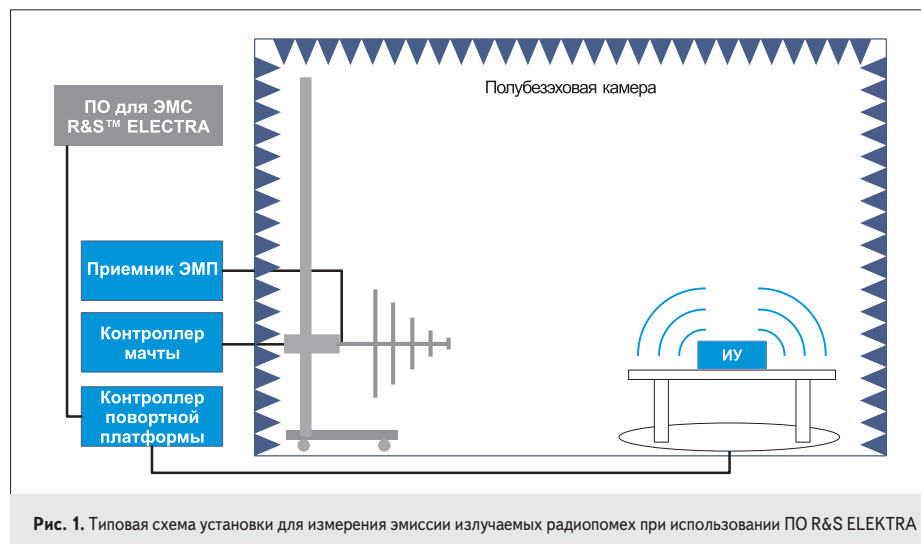 Полубезэховая камера
ПО для ЭМС
R&S™ ELECTRA
Приемник ЭМП
Контроллер
мачты
Контроллер
повортной
платформы
ИУ
Рис. 1. Типовая схема установки для измерения эмиссии излучаемых радиопомех при использовании ПО R&S ELEKTRA